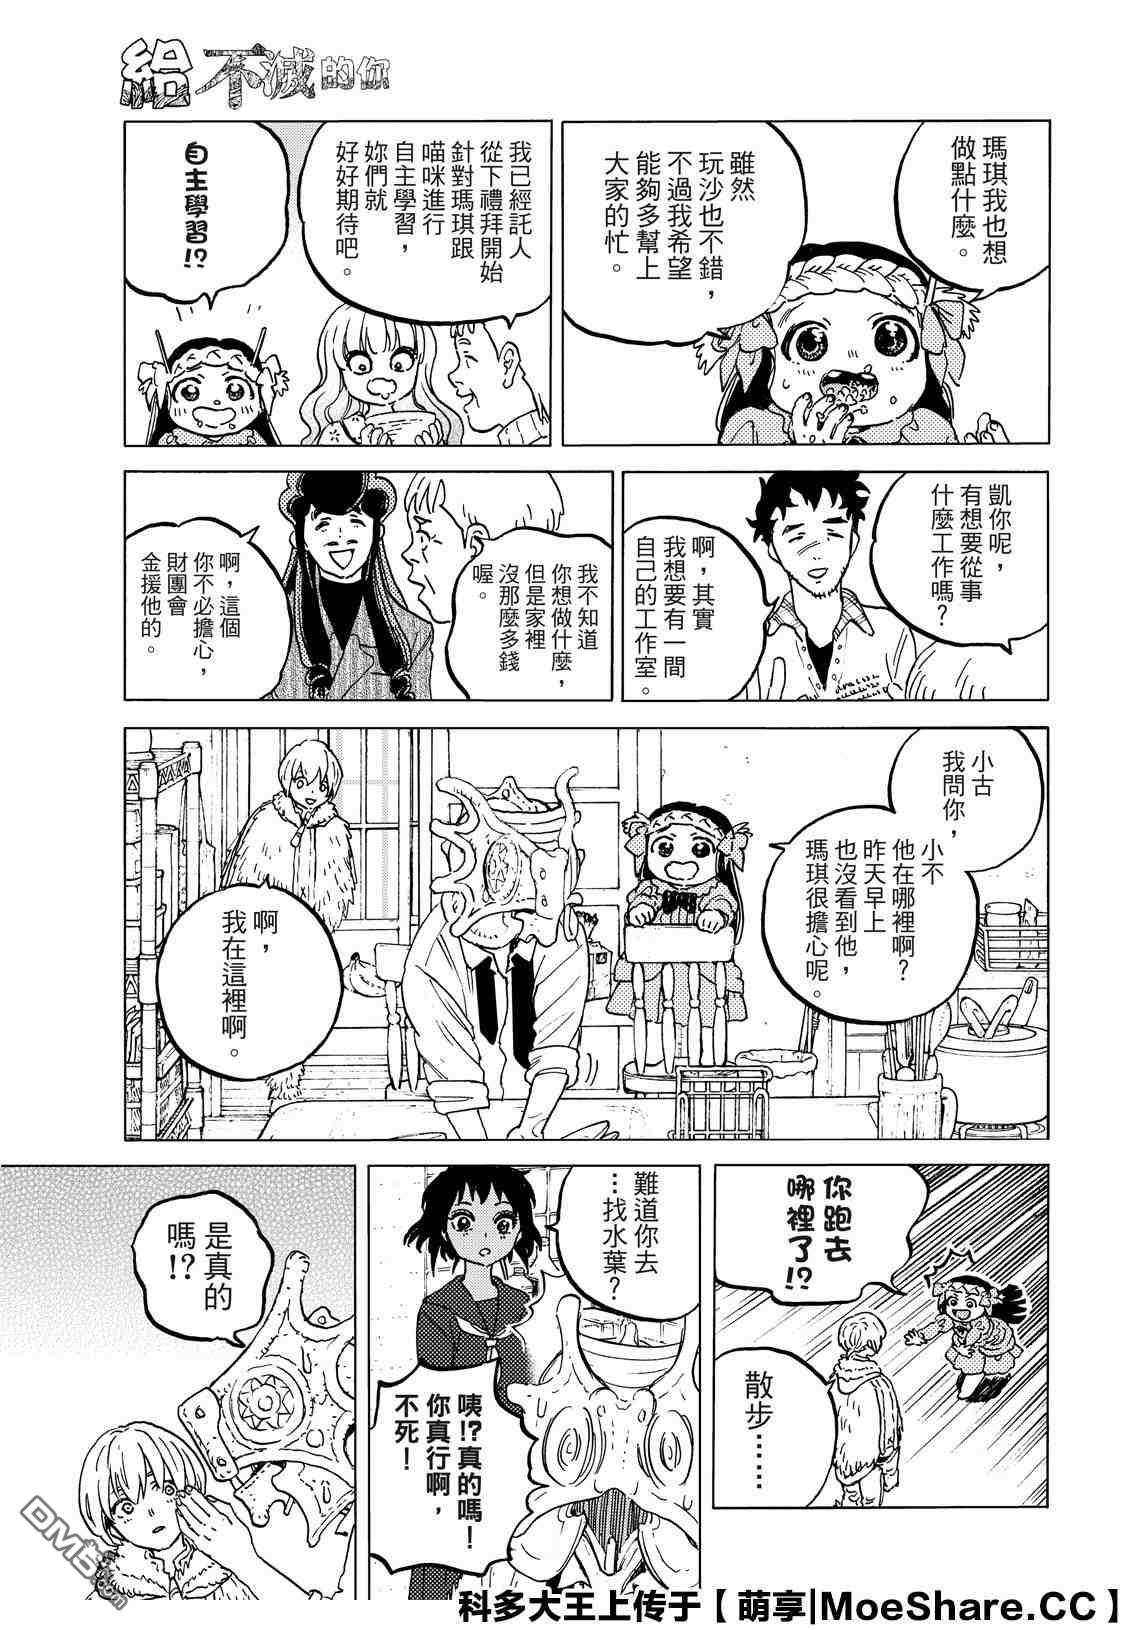 給不滅的你
瑪琪我也想
做點什麼。
雖然
玩沙也不錯，
不過我希望
能夠多幫上
大家的忙。
我已經託人
從下禮拜開始
針對瑪琪跟
喵咪進行
自主學習，
妳們就
好好期待吧。
自主學習!?
凱你呢，
有想要從事
什麼工作嗎？
啊，其實
我想要有一間
自己的工作室。
我不知道
你想做什麼，
但是家裡
沒那麼多錢
喔。
啊，這個
你不必擔心，
財團會
金援他的。
小古
我問你，
小不
他在哪裡啊？
昨天早上
也沒看到他，
瑪琪很擔心呢。
啊，
我在這裡啊。
你跑去
哪裡了!?
散步……
難道你去
…找水葉？
咦!?真的嗎！
你真行啊，
不死！
是真的
嗎!?
科多大王上传于【萌享|MoeShare.CC】